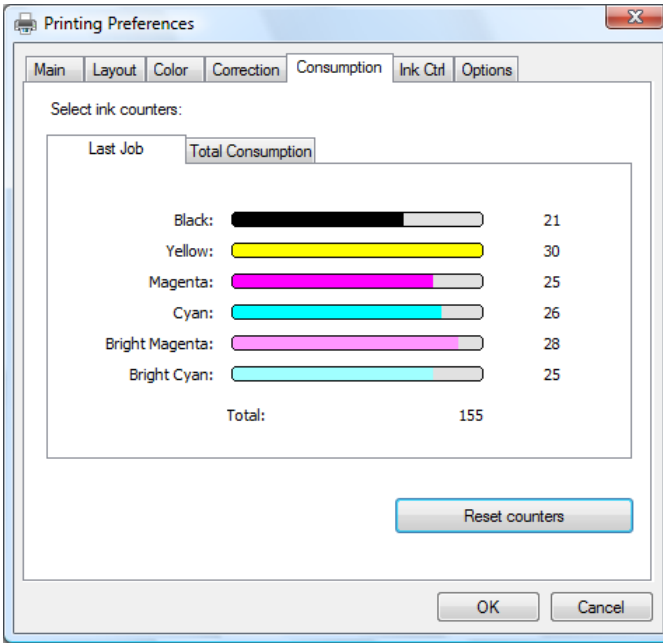 Printing Preferences
Main Layout Color Correction Consumption Ink Ctrl Options
Select ink counters:
Last Job Total Consumption
Black: 21
Yellow: 30
Magenta: 25
Cyan: 26
Bright Magenta: 28
Bright Cyan: 25
Total: 155
Reset counters
OK Cancel